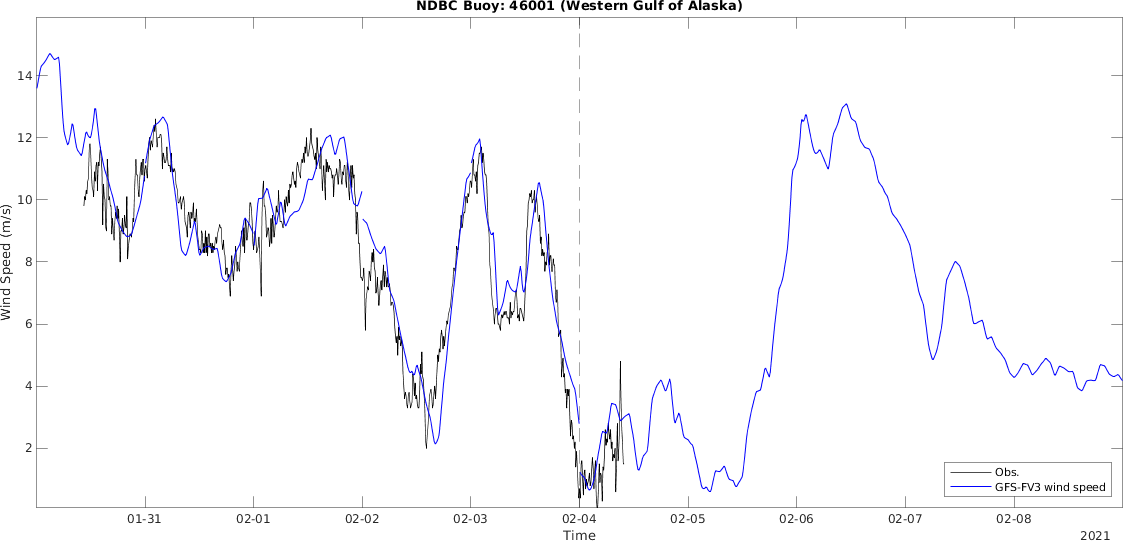 NDBC Buoy: 46001 (Western Gulf of Alaska)
14
12
10
8
6
4
2
Wind Speed (m/s)
Obs.
GFS-FV3 wind speed
01-31 02-01 02-02 02-03 02-04 02-05 02-06 02-07 02-08
Time
2021